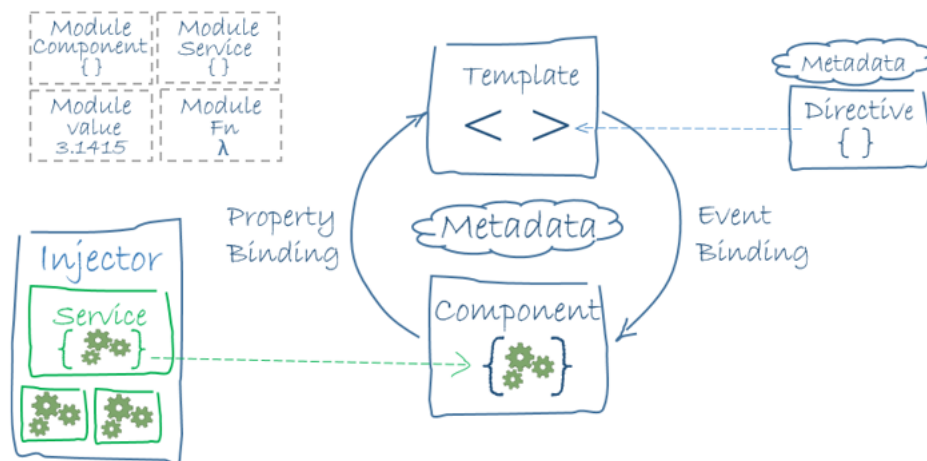 Module
Component
{ }
Module
Service
{ }
Module
value
3.1415
Module
Fn
λ
Template
< >
Metadata
Directive
{ }
Property
Binding
Metadata
Event
Binding
Injector
Service
{ }
Component
{ }